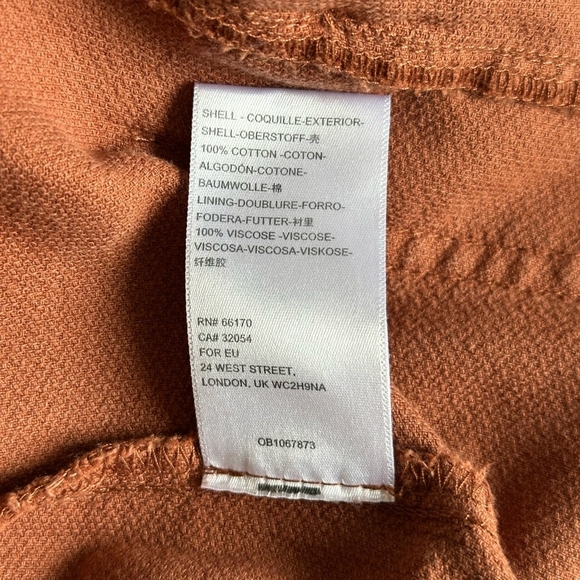 SHELL - COQUILLE-EXTERIOR-
SHELL-OBERSTOFF-壳
100% COTTON -COTON-
ALGODÓN-COTONE-
BAUMWOLLE-棉
LINING-DOUBLURE-FORRO-
FODERA-FUTTER-衬里
100% VISCOSE -VISCOSE-
VISCOSA-VISCOSA-VISKOSE-
纤维胶
RN# 66170
CA# 32054
FOR EU
24 WEST STREET,
LONDON, UK WC2H9NA
OB1067873